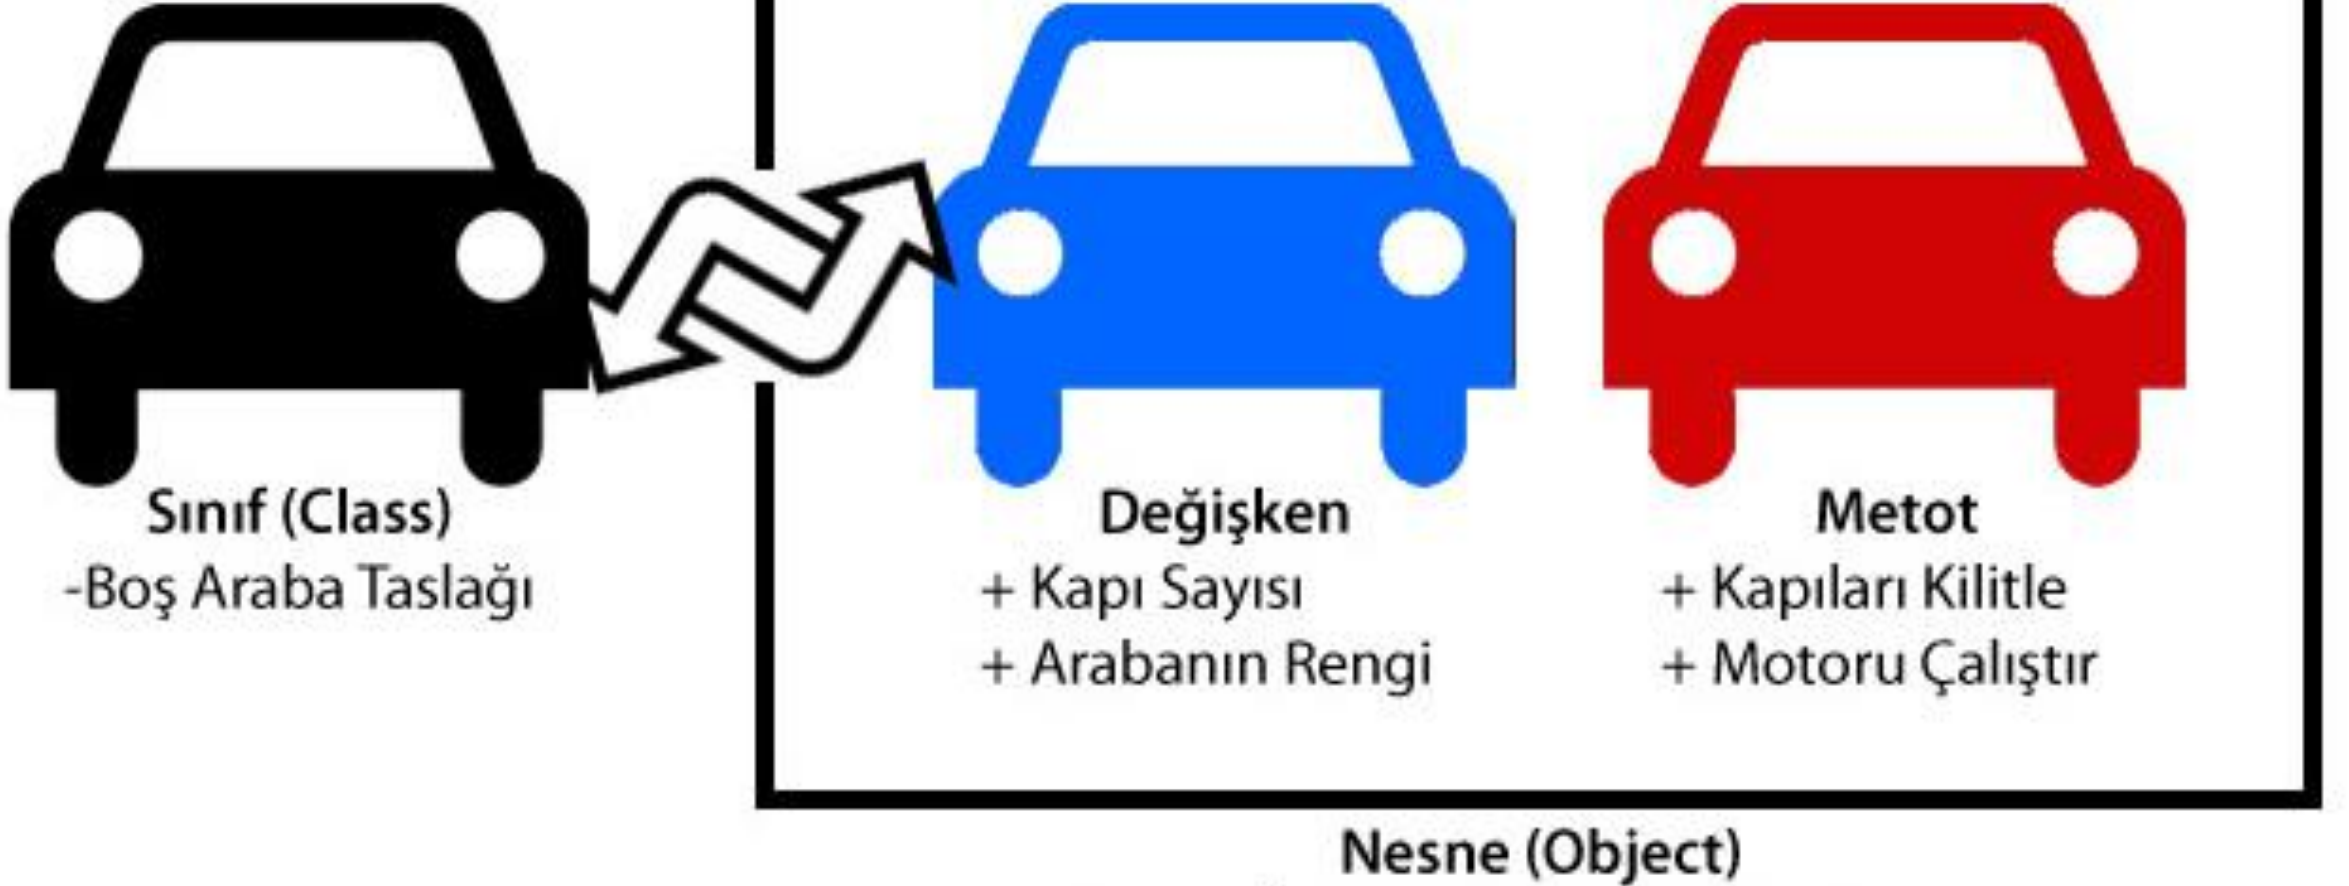 Sınıf (Class)
-Boş Araba Taslağı
Değişken
+ Kapı Sayısı
+ Arabanın Rengi
Metot
+ Kapıları Kilitle
+ Motoru Çalıştır
Nesne (Object)